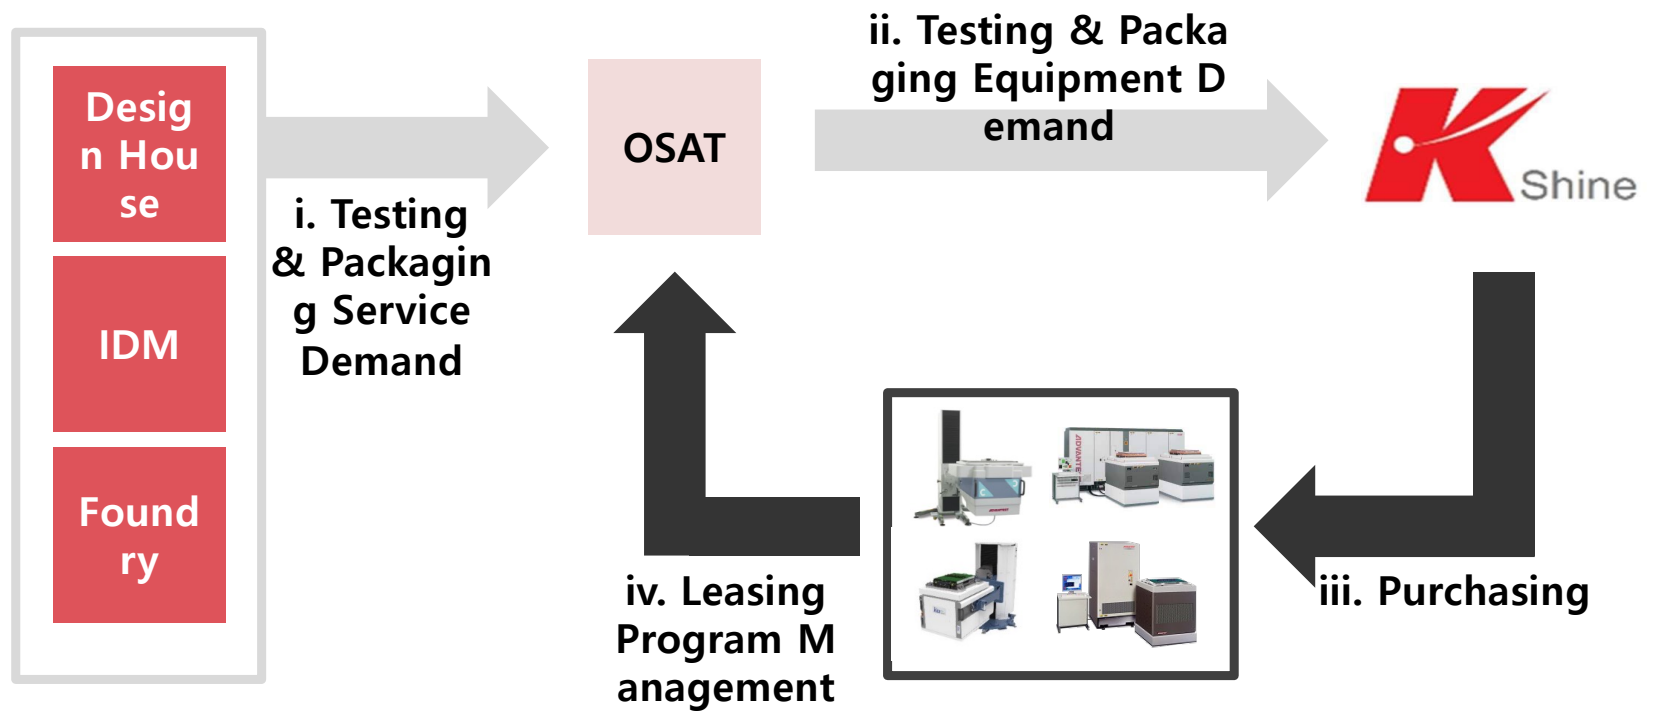 Desig
n Hou
se
IDM
Found
ry
i. Testing
& Packagin
g Service
Demand
OSAT
ii. Testing & Packa
ging Equipment D
emand
K
Shine
iii. Purchasing
ADVANTE
iv. Leasing
Program M
anagement